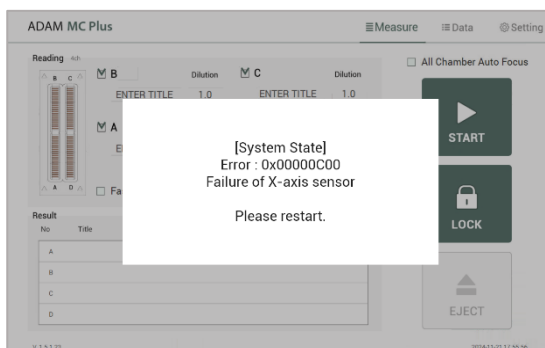 ADAM MC Plus
Measure
Data
Setting
Reading 4ch.
B C
A D
B
Dilution
ENTER TITLE 1.0
C
Dilution
ENTER TITLE 1.0
A
All Chamber Auto Focus
START
LOCK
EJECT
[System State]
Error : 0x00000C00
Failure of X-axis sensor
Please restart.
Result
No Title
A
B
C
D